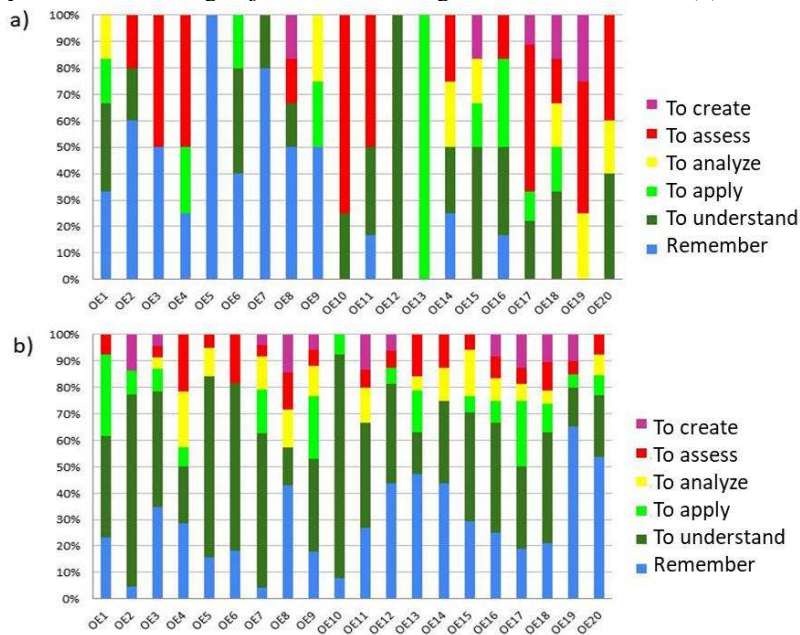 a)
100%
90%
80%
70%
60%
50%
40%
30%
20%
10%
0%
OE1 OE2 OE3 OE4 OE5 OE6 OE7 OE8 OE9 OE10 OE11 OE12 OE13 OE14 OE15 OE16 OE17 OE18 OE19 OE20
To create
To assess
To analyze
To apply
To understand
Remember
b)
100%
90%
80%
70%
60%
50%
40%
30%
20%
10%
0%
OE1 OE2 OE3 OE4 OE5 OE6 OE7 OE8 OE9 OE10 OE11 OE12 OE13 OE14 OE15 OE16 OE17 OE18 OE19 OE20
To create
To assess
To analyze
To apply
To understand
Remember